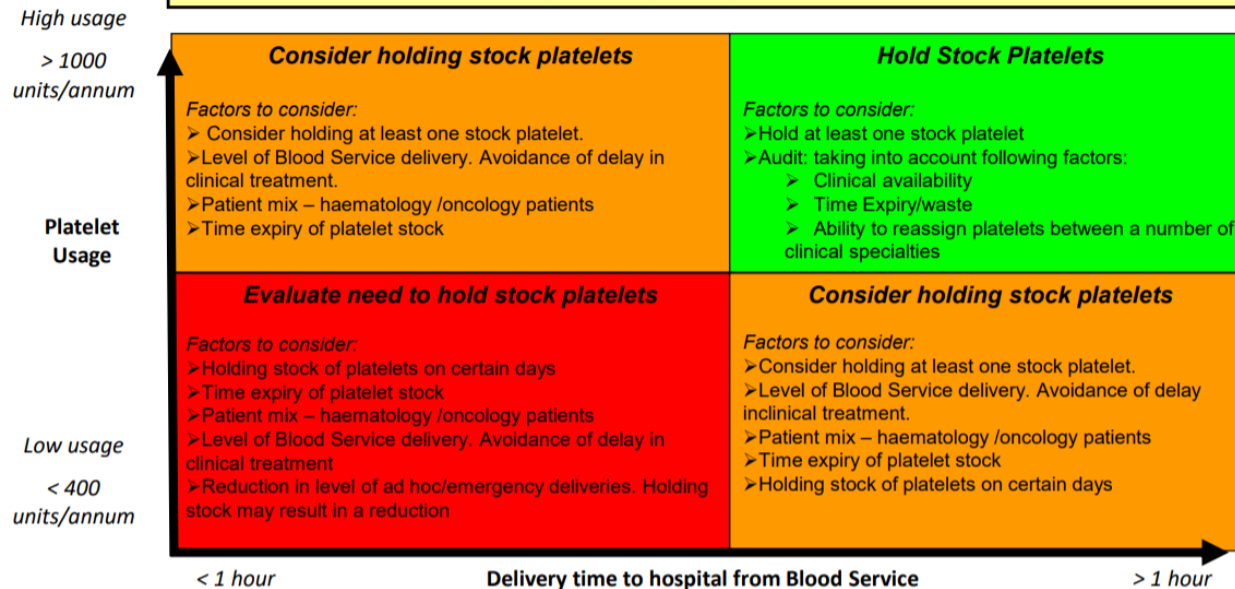 High usage
> 1000
units/annum
Consider holding stock platelets
Factors to consider:
➢ Consider holding at least one stock platelet.
➢Level of Blood Service delivery. Avoidance of delay in
clinical treatment.
➢Patient mix – haematology /oncology patients
➢Time expiry of platelet stock
Hold Stock Platelets
Factors to consider:
➢Hold at least one stock platelet
➢Audit: taking into account following factors:
➢ Clinical availability
➢ Time Expiry/waste
➢ Ability to reassign platelets between a number of
clinical specialties
Platelet
Usage
Evaluate need to hold stock platelets
Factors to consider:
➢Holding stock of platelets on certain days
➢Time expiry of platelet stock
➢Patient mix – haematology /oncology patients
➢Level of Blood Service delivery. Avoidance of delay in
clinical treatment
➢Reduction in level of ad hoc/emergency deliveries. Holding
stock may result in a reduction
Consider holding stock platelets
Factors to consider:
➢Consider holding at least one stock platelet.
➢Level of Blood Service delivery. Avoidance of delay
inclinical treatment.
➢Patient mix – haematology /oncology patients
➢Time expiry of platelet stock
➢Holding stock of platelets on certain days
Low usage
< 400
units/annum
< 1 hour
Delivery time to hospital from Blood Service
> 1 hour